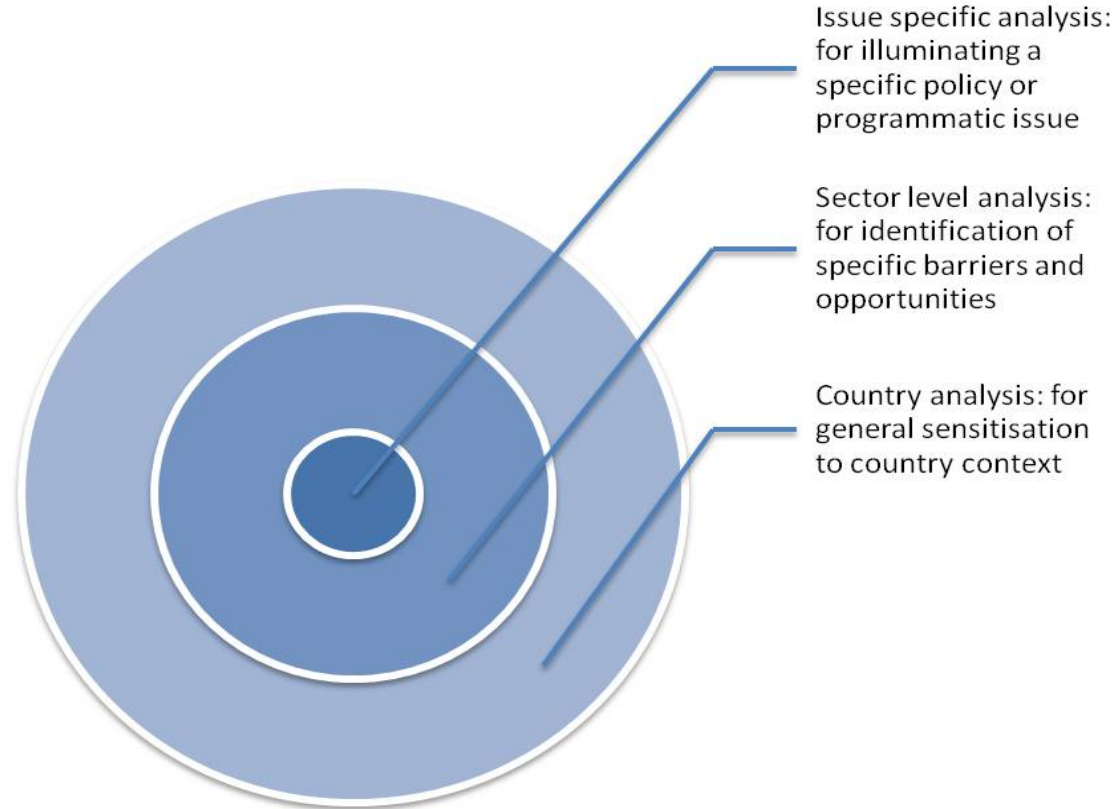 Issue specific analysis:
for illuminating a
specific policy or
programmatic issue
Sector level analysis:
for identification of
specific barriers and
opportunities
Country analysis: for
general sensitisation
to country context